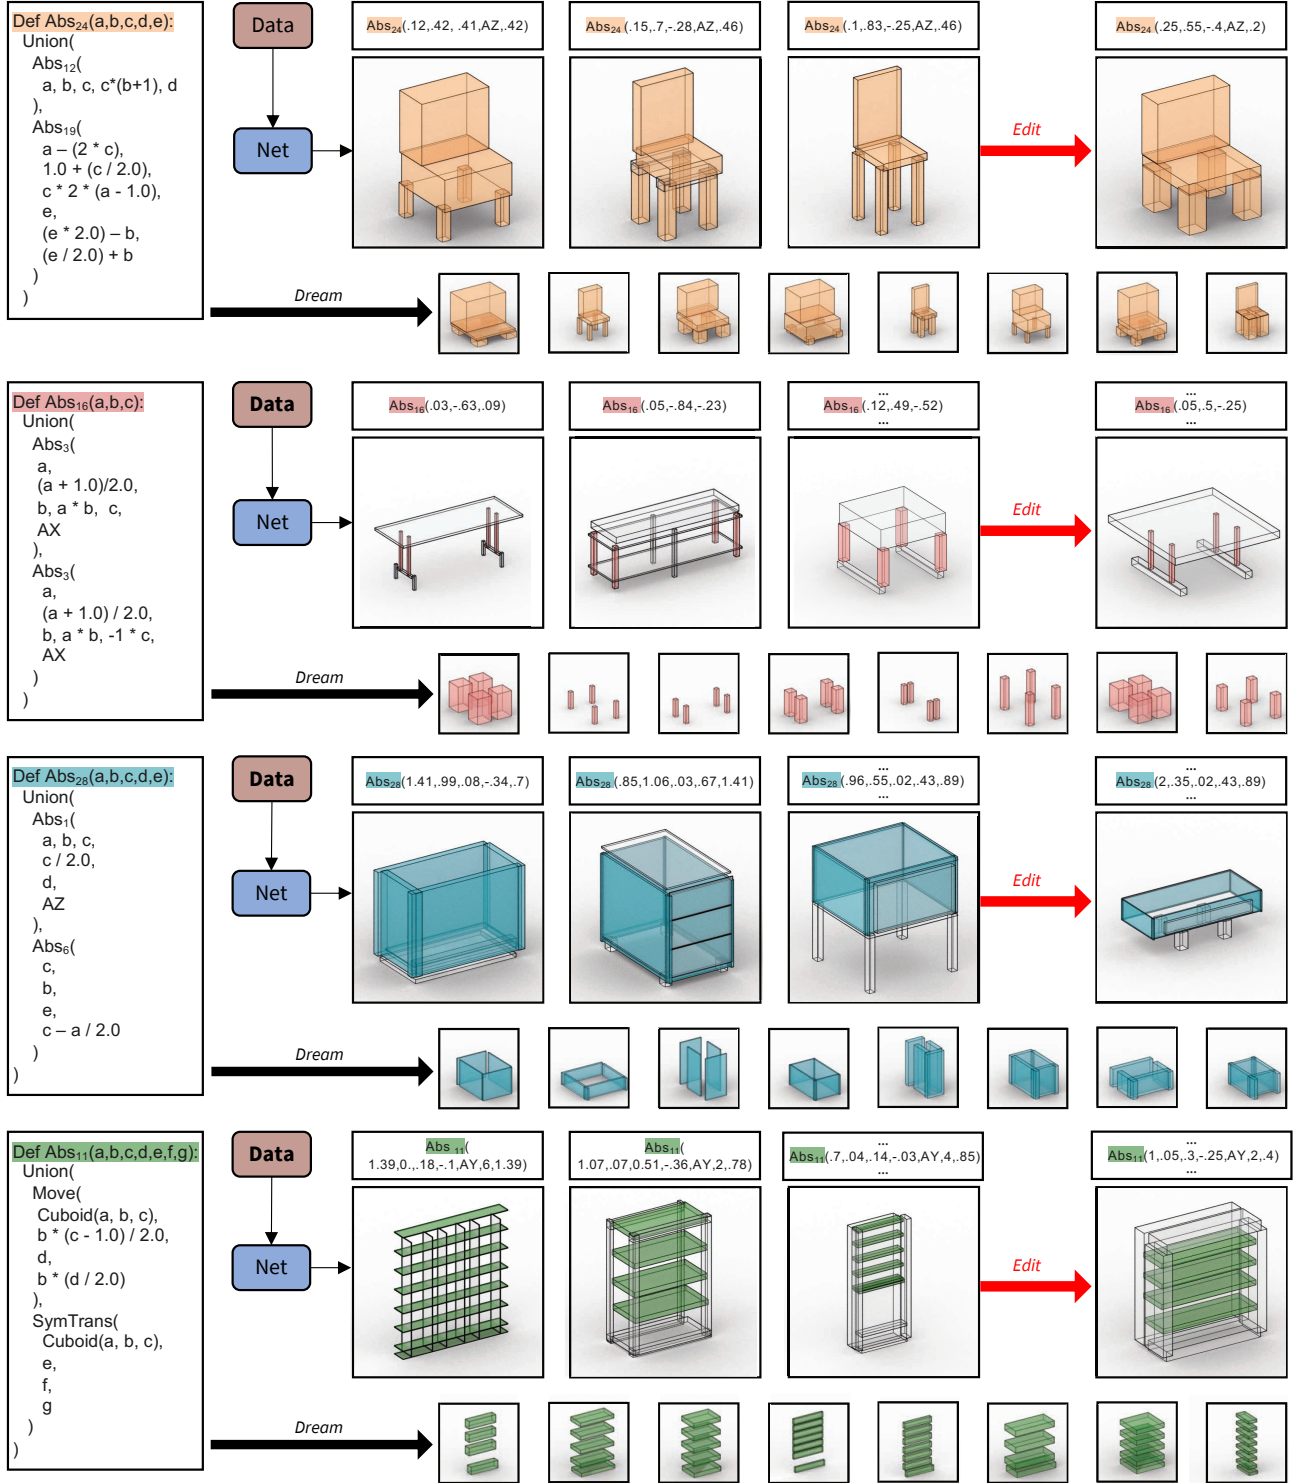 Def Abs24(a,b,c,d,e):
Union(
Abs12(
a, b, c, c*(b+1), d
),
Abs19(
a – (2 * c),
1.0 + (c / 2.0),
c * 2 * (a - 1.0),
e,
(e * 2.0) – b,
(e / 2.0) + b
)
)
Data
Net
Abs24(.12,.42, .41,AZ,.42)
Abs24(.15,.7,-.28,AZ,.46)
Abs24(.1,.83,-.25,AZ,.46)
Edit
Abs24(.25,.55,-.4,AZ,.2)
Dream
Def Abs16(a,b,c):
Union(
Abs3(
a,
(a + 1.0)/2.0,
b, a * b, c,
AX
),
Abs3(
a,
(a + 1.0) / 2.0,
b, a * b, -1 * c,
AX
)
)
Data
Net
Abs16(.03,-.63,.09)
Abs16(.05,-.84,-.23)
...
Abs16(.12,.49,-.52)
...
Edit
...
Abs16(.05,.5,-.25)
...
Dream
Def Abs28(a,b,c,d,e):
Union(
Abs1(
a, b, c,
c / 2.0,
d,
AZ
),
Abs6(
c,
b,
e,
c – a / 2.0
)
)
Data
Net
Abs28(1.41,.99,.08,-.34,.7)
Abs28(.85,1.06,.03,.67,1.41)
...
Abs28(.96,.55,.02,.43,.89)
...
Edit
...
Abs28(2,.35,.02,.43,.89)
...
Dream
Def Abs11(a,b,c,d,e,f,g):
Union(
Move(
Cuboid(a, b, c),
b * (c - 1.0) / 2.0,
d,
b * (d / 2.0)
),
SymTrans(
Cuboid(a, b, c),
e,
f,
g
)
)
Data
Net
Abs11(
1.39,0.,.18,-.1,AY,6,1.39)
Abs11(
1.07,.07,0.51,-.36,AY,2,.78)
...
Abs11(.7,.04,.14,-.03,AY,4,.85)
...
Edit
...
Abs11(1,.05,.3,-.25,AY,2,.4)
...
Dream